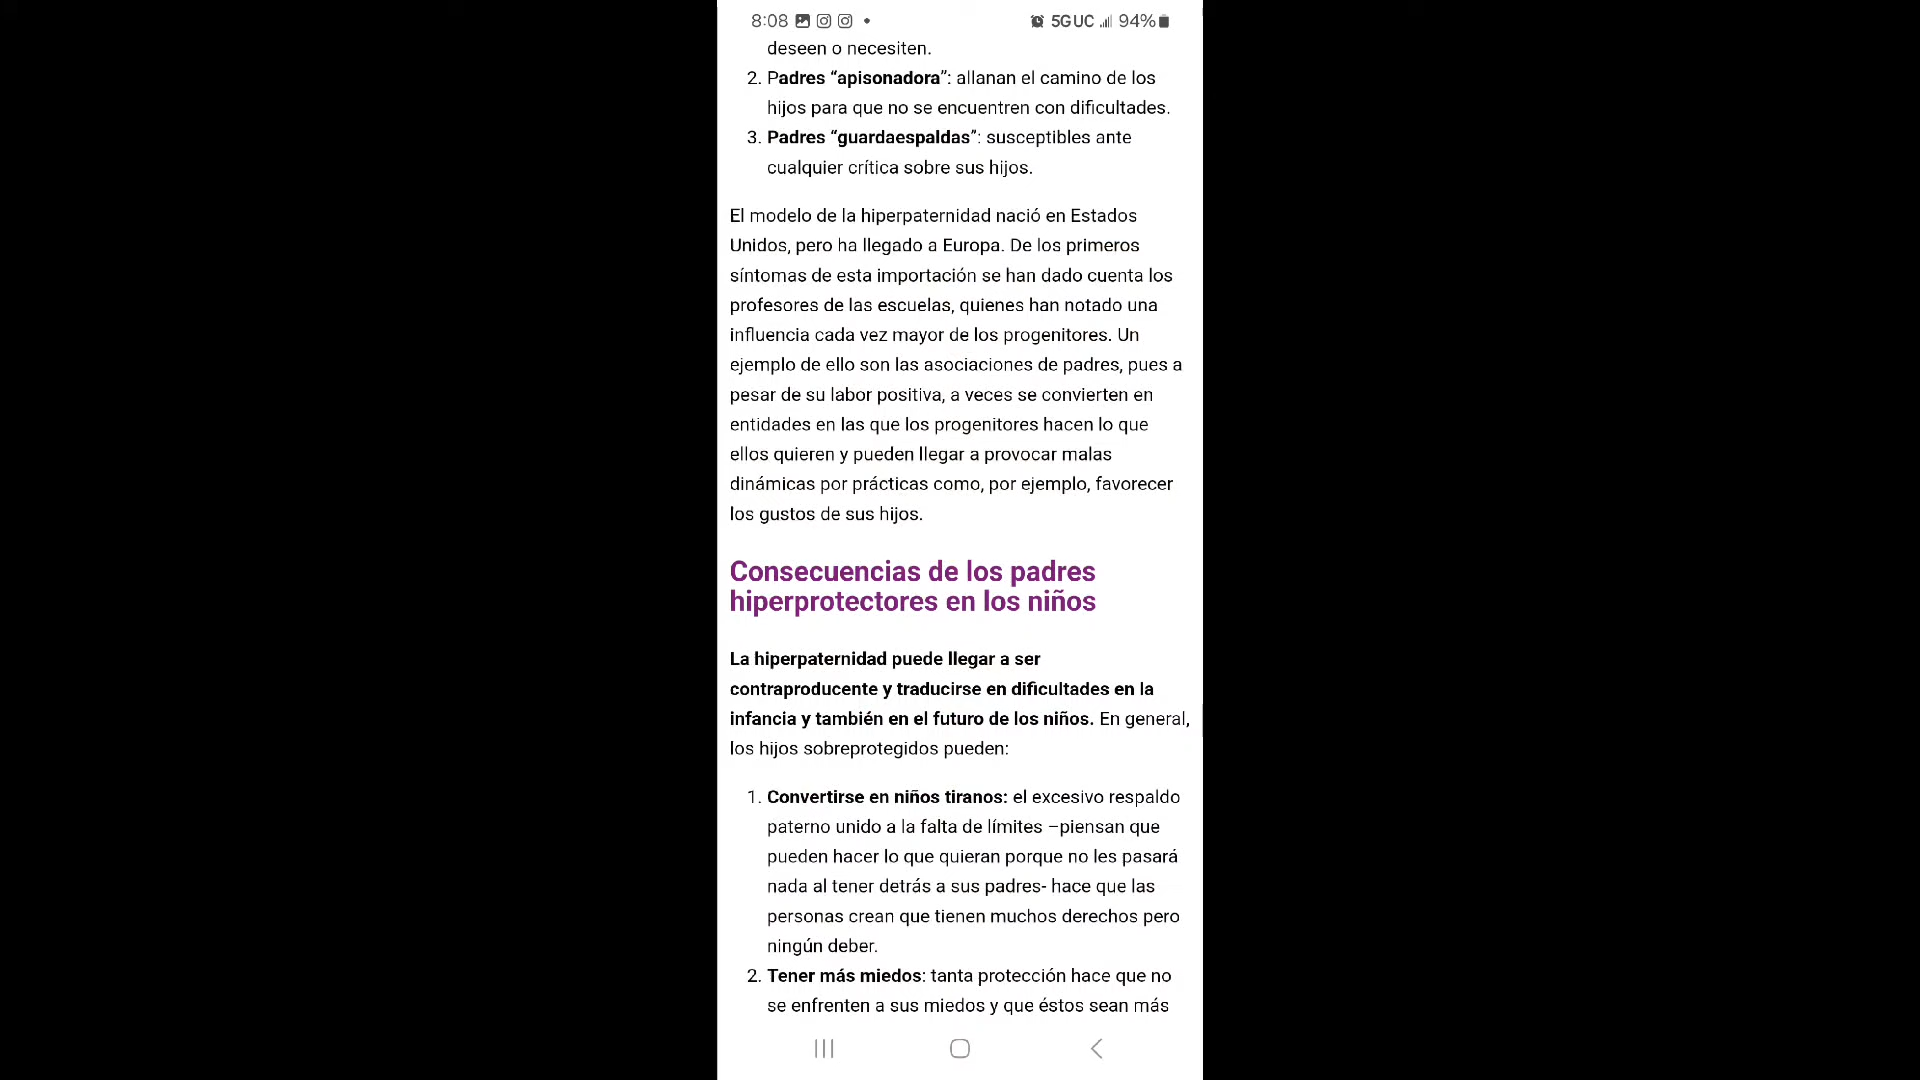 8:08 5GUC 94%
deseen o necesiten.
2. Padres “apisonadora”: allanan el camino de los
hijos para que no se encuentren con dificultades.
3. Padres “guardaespaldas”: susceptibles ante
cualquier crítica sobre sus hijos.
El modelo de la hiperpaternidad nació en Estados
Unidos, pero ha llegado a Europa. De los primeros
síntomas de esta importación se han dado cuenta los
profesores de las escuelas, quienes han notado una
influencia cada vez mayor de los progenitores. Un
ejemplo de ello son las asociaciones de padres, pues a
pesar de su labor positiva, a veces se convierten en
entidades en las que los progenitores hacen lo que
ellos quieren y pueden llegar a provocar malas
dinámicas por prácticas como, por ejemplo, favorecer
los gustos de sus hijos.
Consecuencias de los padres
hiperprotectores en los niños
La hiperpaternidad puede llegar a ser
contraproducente y traducirse en dificultades en la
infancia y también en el futuro de los niños. En general,
los hijos sobreprotegidos pueden:
1. Convertirse en niños tiranos: el excesivo respaldo
paterno unido a la falta de límites –piensan que
pueden hacer lo que quieran porque no les pasará
nada al tener detrás a sus padres- hace que las
personas crean que tienen muchos derechos pero
ningún deber.
2. Tener más miedos: tanta protección hace que no
se enfrenten a sus miedos y que éstos sean más